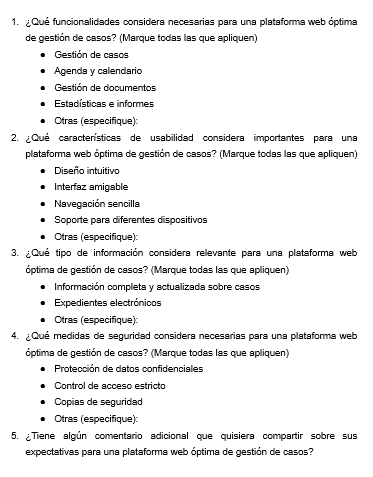 1. ¿Qué funcionalidades considera necesarias para una plataforma web óptima
de gestión de casos? (Marque todas las que apliquen)
● Gestión de casos
● Agenda y calendario
● Gestión de documentos
● Estadísticas e informes
● Otras (especifique):
2. ¿Qué características de usabilidad considera importantes para una
plataforma web óptima de gestión de casos? (Marque todas las que apliquen)
● Diseño intuitivo
● Interfaz amigable
● Navegación sencilla
● Soporte para diferentes dispositivos
● Otras (especifique):
3. ¿Qué tipo de información considera relevante para una plataforma web
óptima de gestión de casos? (Marque todas las que apliquen)
● Información completa y actualizada sobre casos
● Expedientes electrónicos
● Otras (especifique):
4. ¿Qué medidas de seguridad considera necesarias para una plataforma web
óptima de gestión de casos? (Marque todas las que apliquen)
● Protección de datos confidenciales
● Control de acceso estricto
● Copias de seguridad
● Otras (especifique):
5. ¿Tiene algún comentario adicional que quisiera compartir sobre sus
expectativas para una plataforma web óptima de gestión de casos?